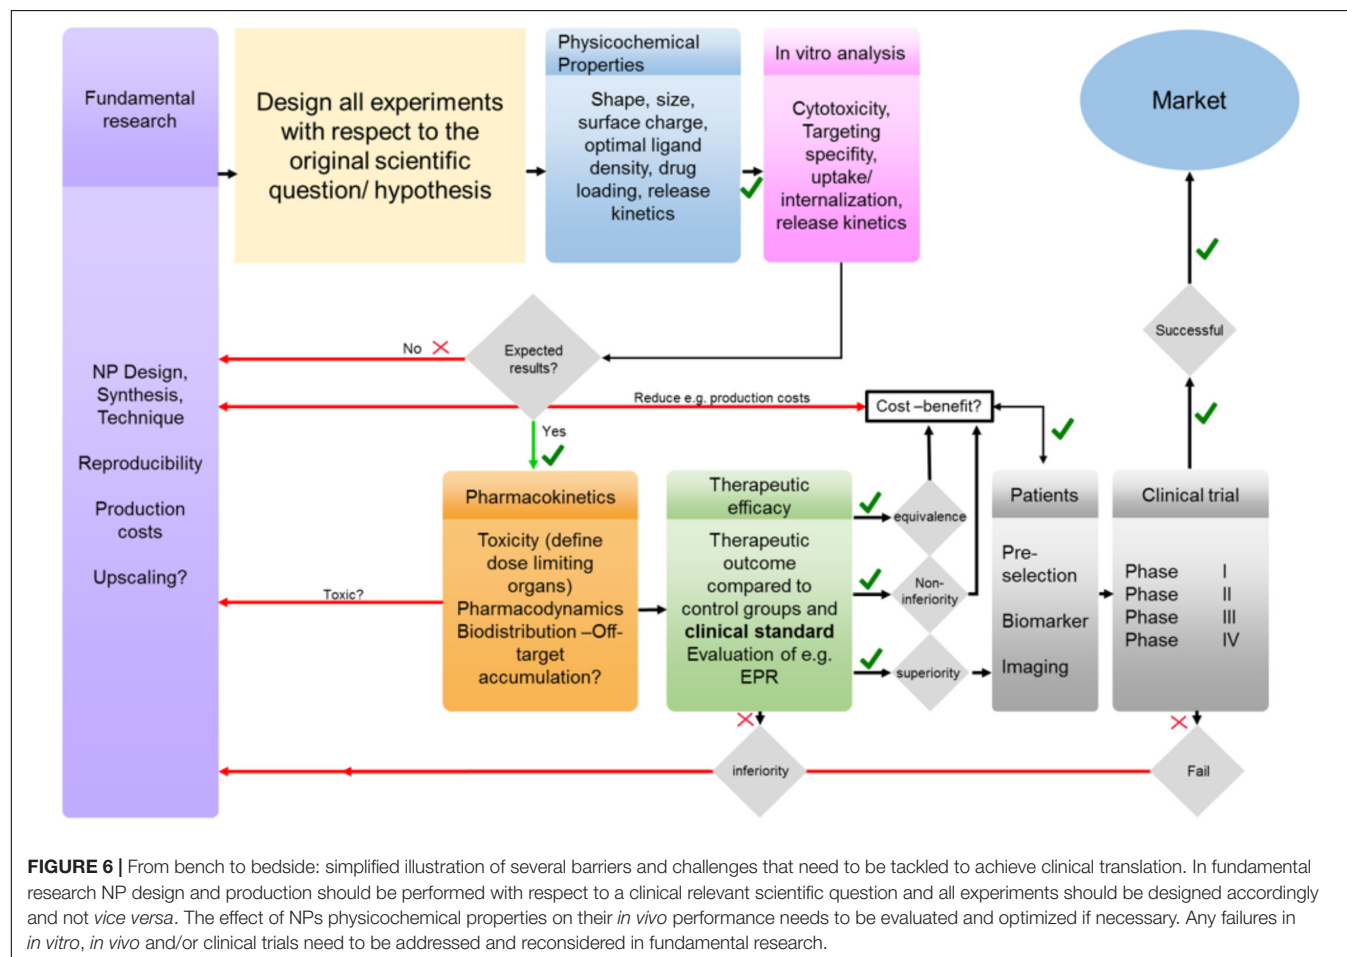 Fundamental
research
NP Design,
Synthesis,
Technique
Reproducibility
Production
costs
Upscaling?
Design all experiments
with respect to the
original scientific
question/ hypothesis
Physicochemical
Properties
Shape, size,
surface charge,
optimal ligand
density, drug
loading, release
kinetics
In vitro analysis
Cytotoxicity,
Targeting
specifity,
uptake/
internalization,
release kinetics
Market
Successful
Expected
results?
No
Yes
Reduce e.g. production costs
Cost –benefit?
Pharmacokinetics
Toxicity (define
dose limiting
organs)
Pharmacodynamics
Biodistribution –Off-
target
accumulation?
Toxic?
Therapeutic
efficacy
Therapeutic
outcome
compared to
control groups and
clinical standard
Evaluation of e.g.
EPR
equivalence
Non-
inferiority
superiority
inferiority
Patients
Pre-
selection
Biomarker
Imaging
Clinical trial
Phase I
Phase II
Phase III
Phase IV
Fail
FIGURE 6 | From bench to bedside: simplified illustration of several barriers and challenges that need to be tackled to achieve clinical translation. In fundamental
research NP design and production should be performed with respect to a clinical relevant scientific question and all experiments should be designed accordingly
and not vice versa. The effect of NPs physicochemical properties on their in vivo performance needs to be evaluated and optimized if necessary. Any failures in
in vitro, in vivo and/or clinical trials need to be addressed and reconsidered in fundamental research.